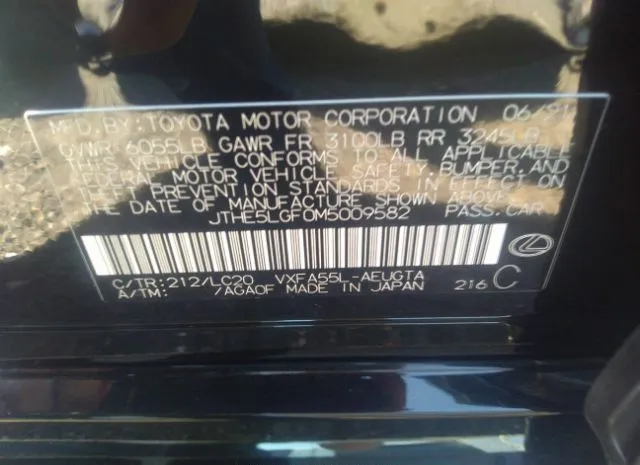 MFD.BY:TOYOTA MOTOR CORPORATION 06/21
GVWR 6055LB GAWR FR 3100LB RR 3245LB
THIS VEHICLE CONFORMS TO ALL APPLICABLE
FEDERAL MOTOR VEHICLE SAFETY, BUMPER, AND
THEFT PREVENTION STANDARDS IN EFFECT ON
THE DATE OF MANUFACTURE SHOWN ABOVE.
JTHE5LGF0M5009582 PASS.CAR
C/TR:212/LC20 VXFA55L-AEUGTA
A/TM: /AGA0F MADE IN JAPAN 216 C